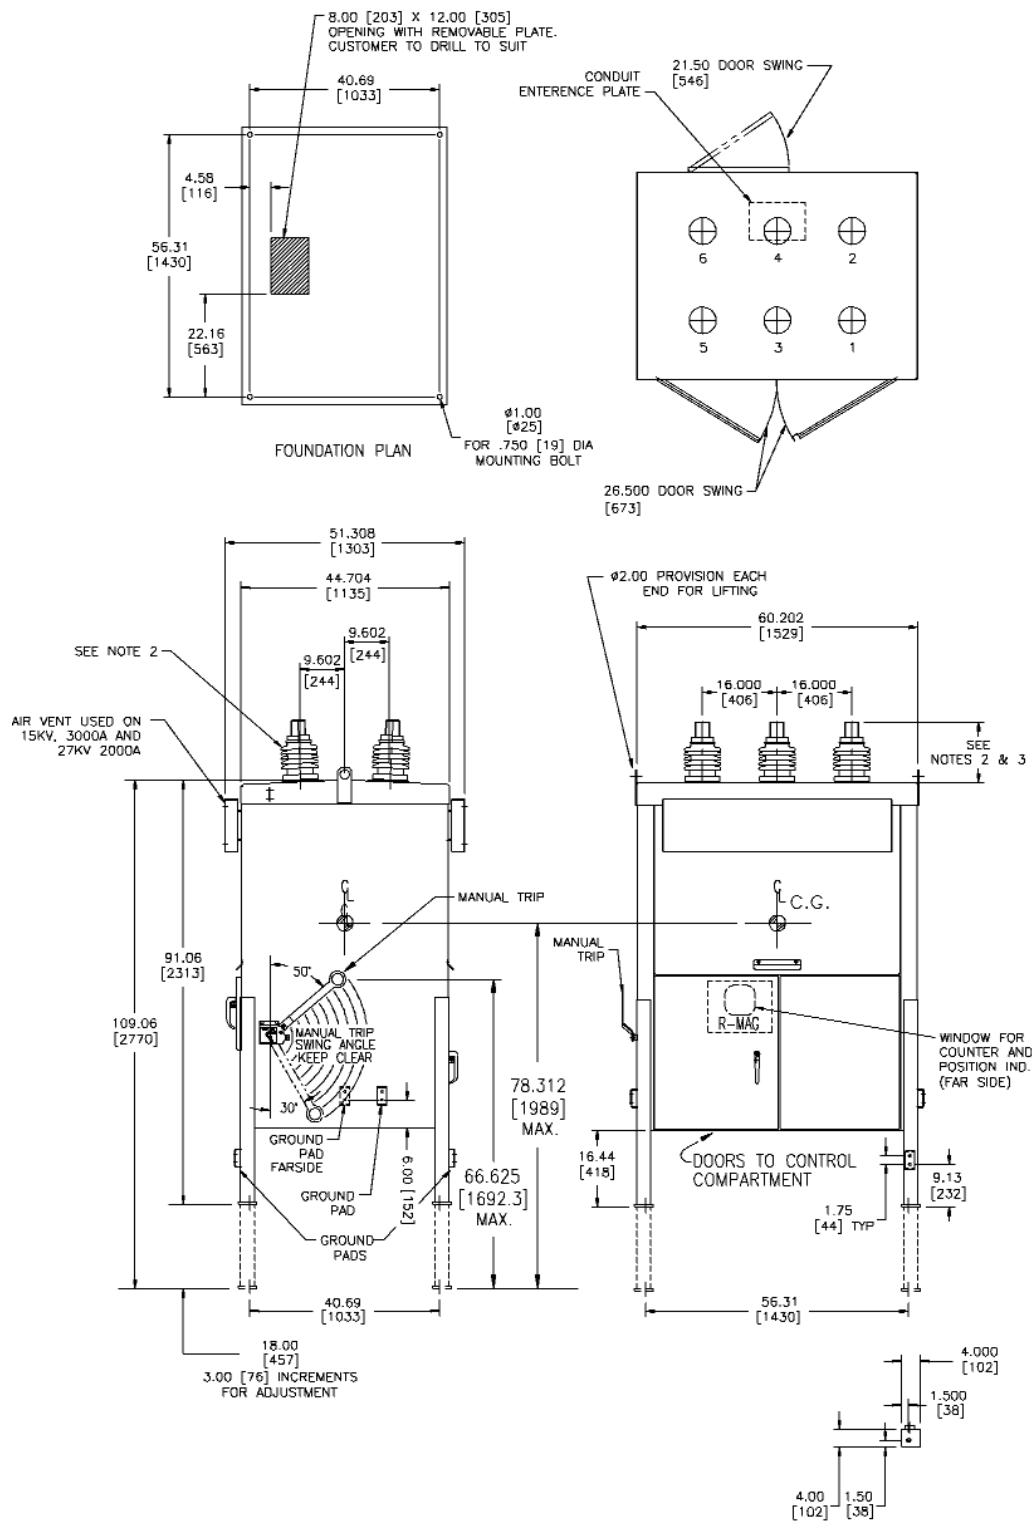 8.00 [203] X 12.00 [305]
OPENING WITH REMOVABLE PLATE.
CUSTOMER TO DRILL TO SUIT
40.69
[1033]
4.58
[116]
56.31
[1430]
22.16
[563]
FOUNDATION PLAN
ø1.00
[ø25]
FOR .750 [19] DIA
MOUNTING BOLT
21.50 DOOR SWING
[546]
CONDUIT
ENTERENCE PLATE
6 4 2
5 3 1
26.500 DOOR SWING
[673]
51.308
[1303]
44.704
[1135]
9.602
[244]
9.602
[244]
SEE NOTE 2
AIR VENT USED ON
15KV, 3000A AND
27KV 2000A
CL
MANUAL TRIP
91.06
[2313]
109.06
[2770]
50°
MANUAL TRIP
SWING ANGLE
KEEP CLEAR
30°
GROUND
PAD
FARSIDE
GROUND
PAD
GROUND
PADS
6.00 [152]
66.625
[1692.3]
MAX.
78.312
[1989]
MAX.
40.69
[1033]
18.00
[457]
3.00 [76] INCREMENTS
FOR ADJUSTMENT
ø2.00 PROVISION EACH
END FOR LIFTING
60.202
[1529]
16.000
[406]
16.000
[406]
SEE
NOTES 2 & 3
CL
C.G.
MANUAL
TRIP
R-MAG
WINDOW FOR
COUNTER AND
POSITION IND.
(FAR SIDE)
16.44
[418]
DOORS TO CONTROL
COMPARTMENT
9.13
[232]
1.75
[44] TYP
56.31
[1430]
4.000
[102]
1.500
[38]
4.00
[102]
1.50
[38]